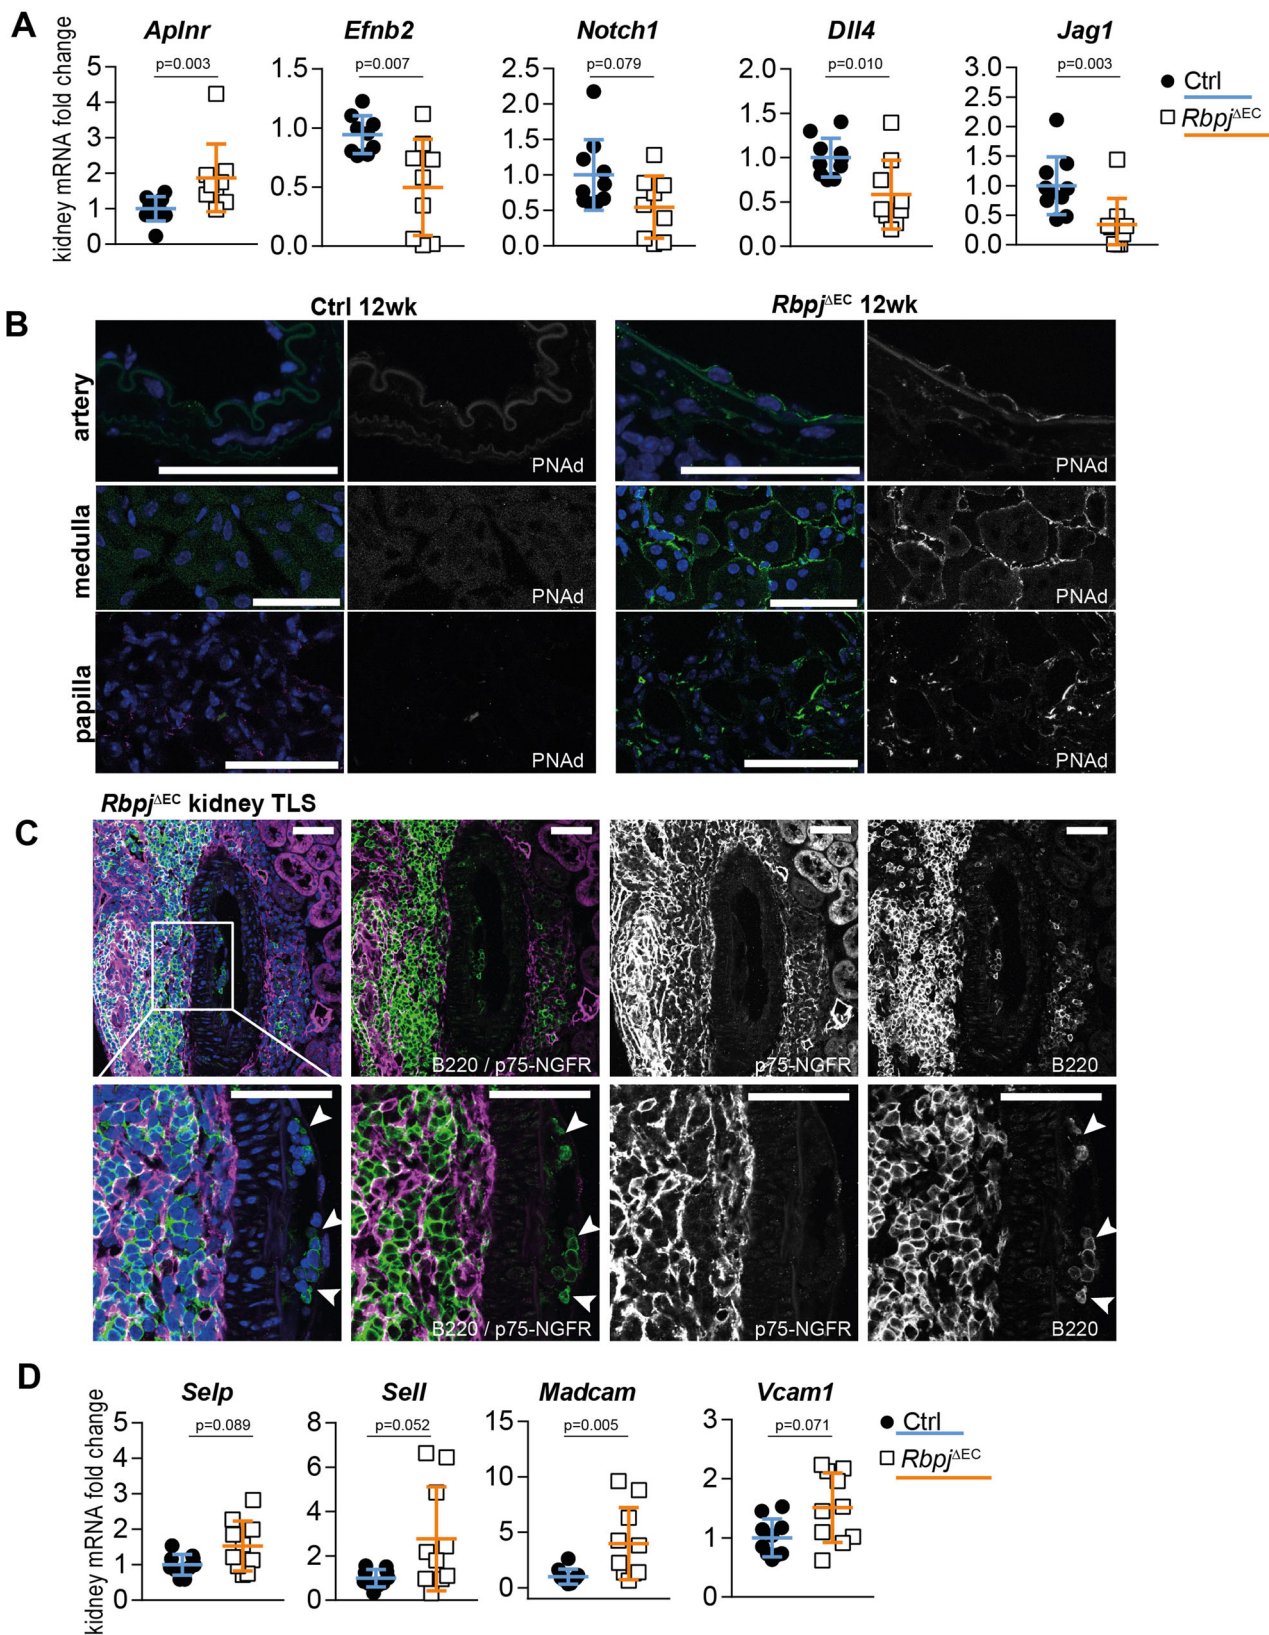 A
Aplnr
Efnb2
Notch1
Dll4
Jag1
kidney mRNA fold change
p=0.003
p=0.007
p=0.079
p=0.010
p=0.003
5
4
3
2
1
0
1.5
1.0
0.5
0.0
2.5
2.0
1.5
1.0
0.5
0.0
2.0
1.5
1.0
0.5
0.0
3.0
2.5
2.0
1.5
1.0
0.5
0.0
Ctrl
RbpjΔEC
B
Ctrl 12wk
RbpjΔEC 12wk
artery
PNAd
PNAd
medulla
PNAd
PNAd
papilla
PNAd
PNAd
RbpjΔEC kidney TLS
C
B220 / p75-NGFR
p75-NGFR
B220
B220 / p75-NGFR
p75-NGFR
B220
D
Selp
Sell
Madcam
Vcam1
kidney mRNA fold change
p=0.089
p=0.052
p=0.005
p=0.071
5
4
3
2
1
0
8
6
4
2
0
15
10
5
0
3
2
1
0
Ctrl
RbpjΔEC